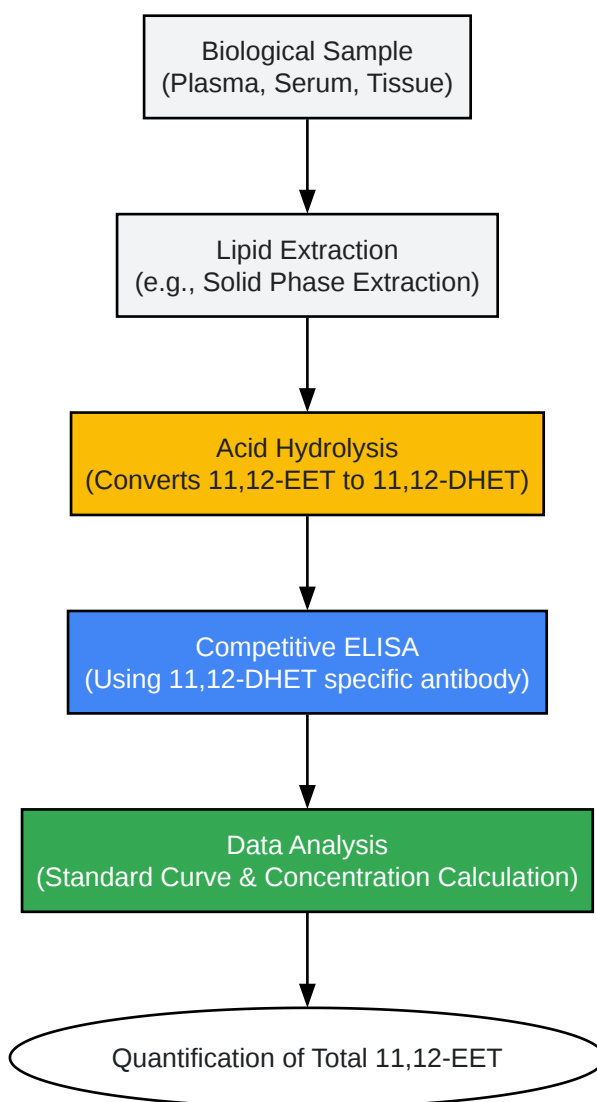 Biological Sample
(Plasma, Serum, Tissue)
Lipid Extraction
(e.g., Solid Phase Extraction)
Acid Hydrolysis
(Converts 11,12-EET to 11,12-DHET)
Competitive ELISA
(Using 11,12-DHET specific antibody)
Data Analysis
(Standard Curve & Concentration Calculation)
Quantification of Total 11,12-EET